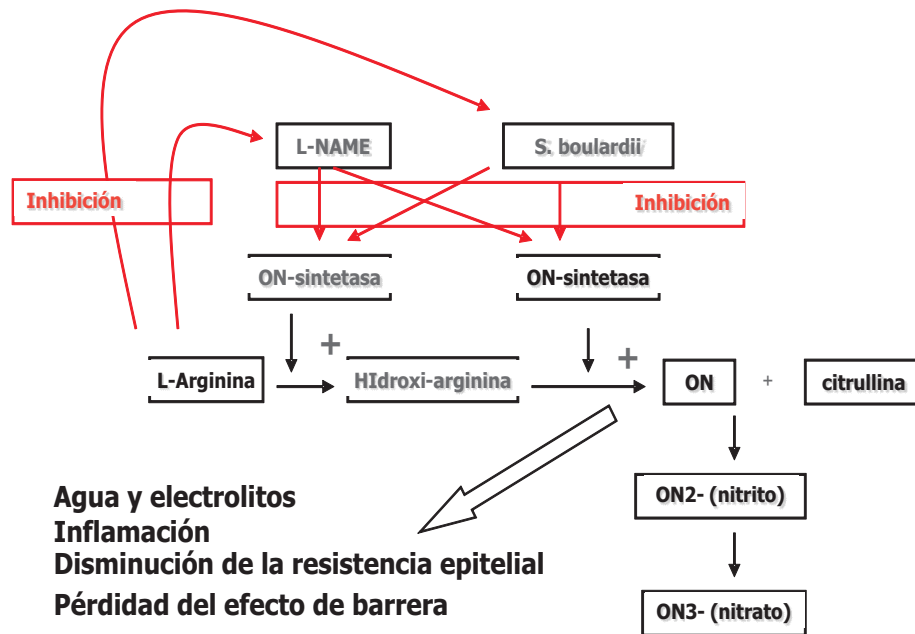 L-NAME
S. boulardii
Inhibición
Inhibición
ON-sintetasa
ON-sintetasa
+
+
L-Arginina
HIdroxi-arginina
ON
+
citrullina
Agua y electrolitos
ON2- (nitrito)
Inflamación
Disminución de la resistencia epitelial
Pérdidad del efecto de barrera
ON3- (nitrato)